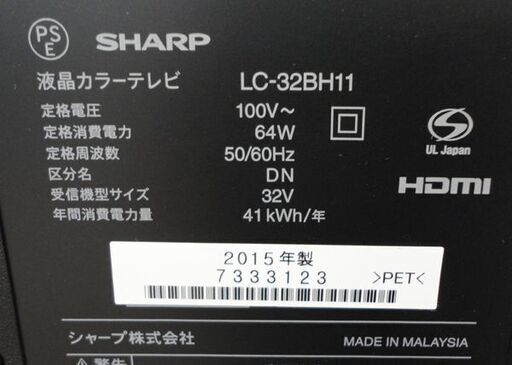 PS
E
SHARP
液晶カラーテレビ LC-32BH11
定格電圧 100V～
定格消費電力 64W
定格周波数 50/60Hz
区分名 DN
受信機型サイズ 32V
年間消費電力量 41kWh/年
UL Japan
HDMI
2015年製
7333123 >PET<
シャープ株式会社 MADE IN MALAYSIA
警告